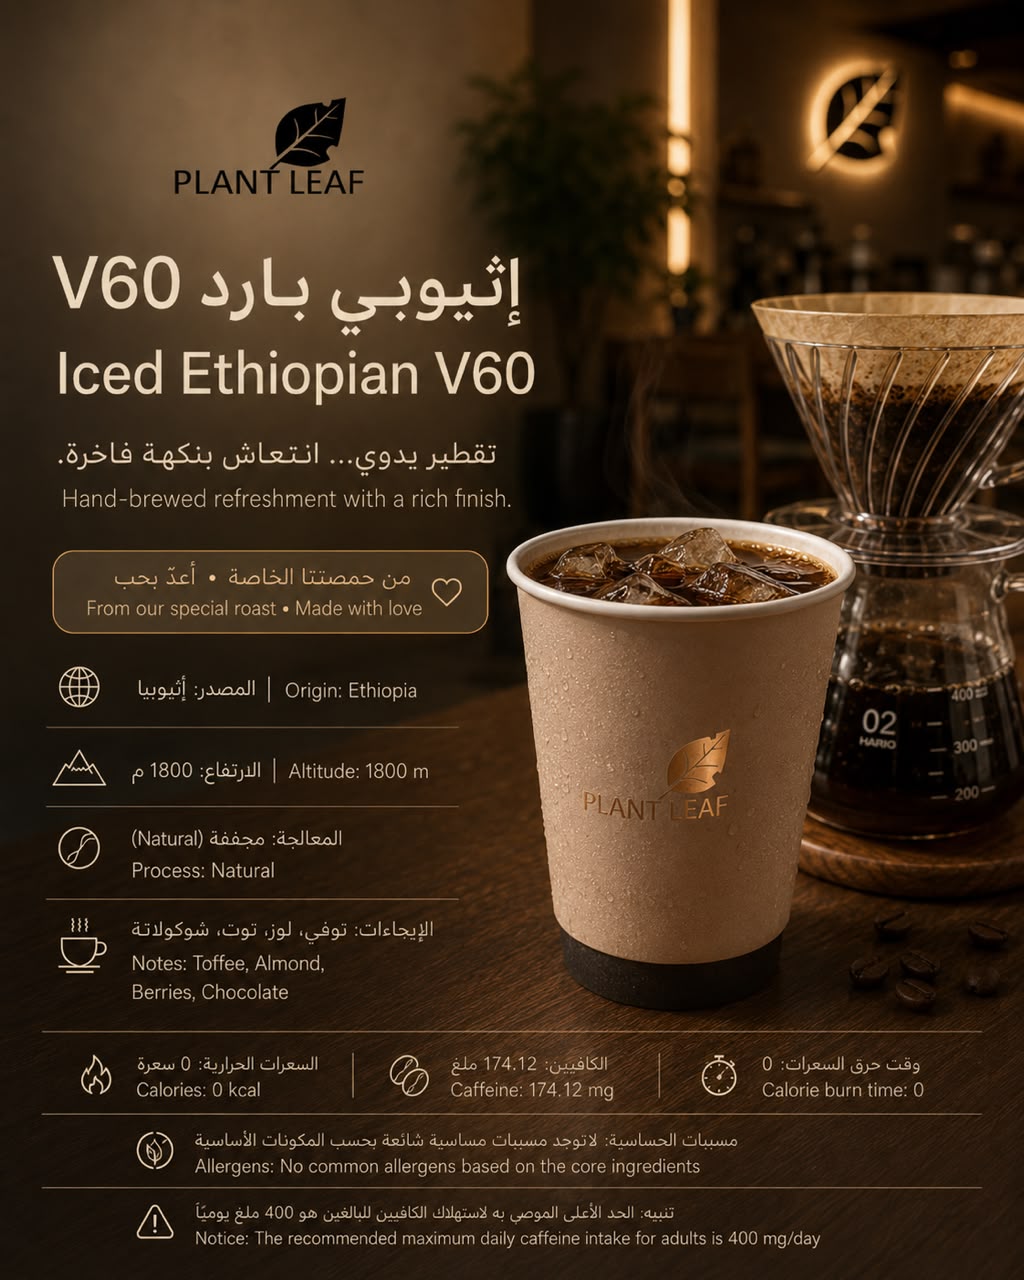 PLANT LEAF
إثيوبي بارد V60
Iced Ethiopian V60
تقطير يدوي... انتعاش بنكهة فاخرة.
Hand-brewed refreshment with a rich finish.
من حمصتتا الخاصة • أعدّ بحب
From our special roast • Made with love
المصدر: أثيوبيا | Origin: Ethiopia
الارتفاع: 1800 م | Altitude: 1800 m
المعالجة: مجففة (Natural)
Process: Natural
الإيحاءات: توفي، لوز، توت، شوكولاتة
Notes: Toffee, Almond,
Berries, Chocolate
PLANT LEAF
400
02
HARIO
300
200
السعرات الحرارية: 0 سعرة
Calories: 0 kcal
الكافيين: 174.12 ملغ
Caffeine: 174.12 mg
وقت حرق السعرات: 0
Calorie burn time: 0
مسببات الحساسية: لا توجد مسببات مساسية شائعة بحسب المكونات الأساسية
Allergens: No common allergens based on the core ingredients
تنبيه: الحد الأعلى الموصى به لاستهلاك الكافيين للبالغين هو 400 ملغ يوميًا
Notice: The recommended maximum daily caffeine intake for adults is 400 mg/day